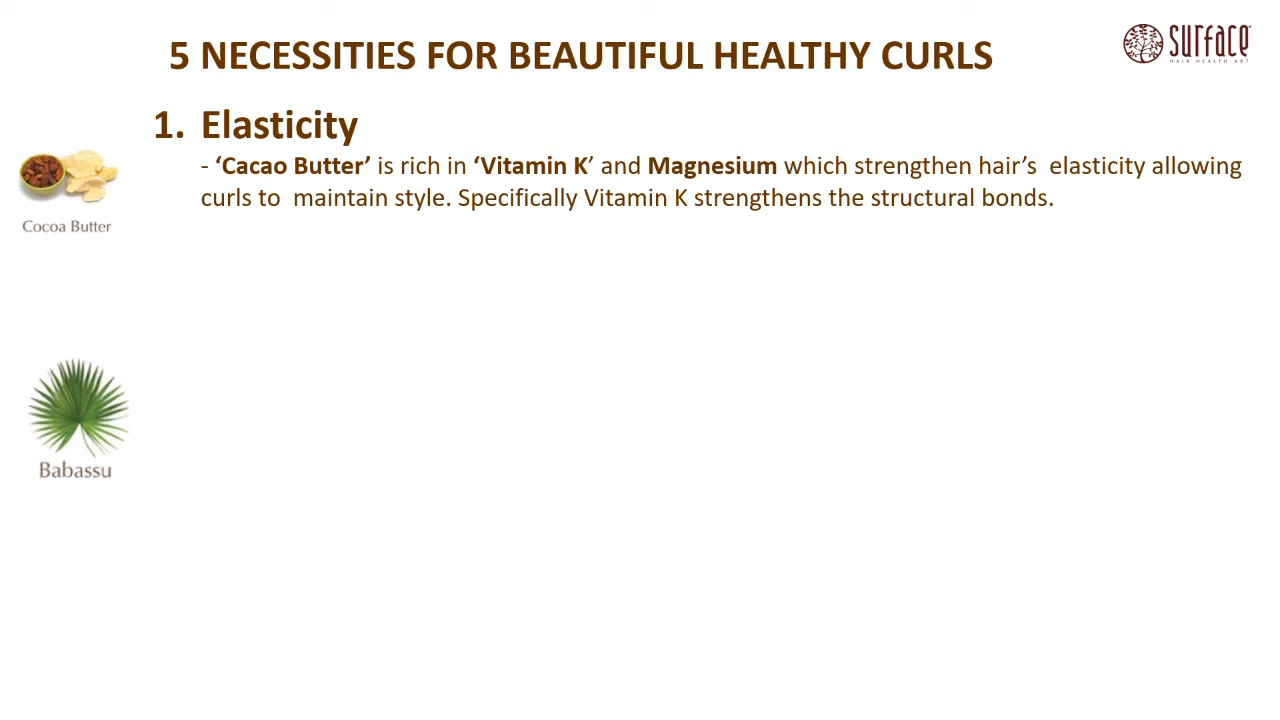 5 NECESSITIES FOR BEAUTIFUL HEALTHY CURLS
surface
HAIR HEALTH ART
1. Elasticity
- ‘Cacao Butter’ is rich in ‘Vitamin K’ and Magnesium which strengthen hair’s  elasticity allowing
curls to  maintain style. Specifically Vitamin K strengthens the structural bonds.
Cocoa Butter
Babassu